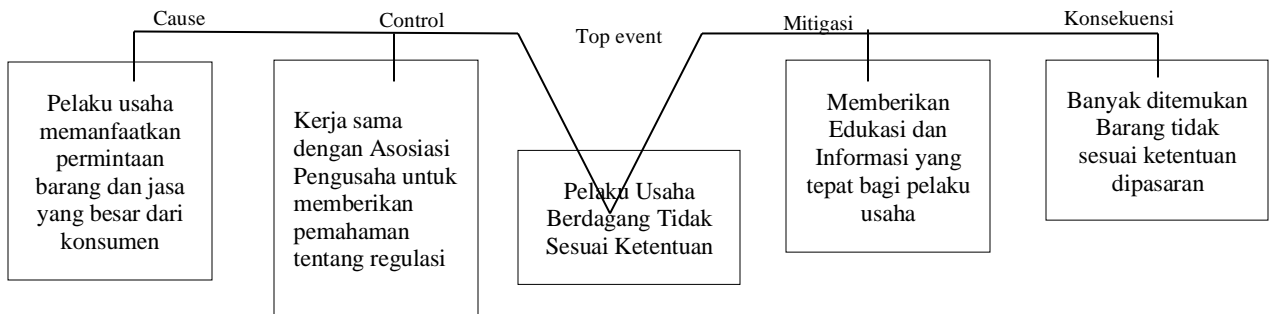 Cause
Control
Top event
Mitigasi
Konsekuensi
Pelaku usaha
memanfaatkan
permintaan
barang dan jasa
yang besar dari
konsumen
Kerja sama
dengan Asosiasi
Pengusaha untuk
memberikan
pemahaman
tentang regulasi
Pelaku Usaha
Berdagang Tidak
Sesuai Ketentuan
Memberikan
Edukasi dan
Informasi yang
tepat bagi pelaku
usaha
Banyak ditemukan
Barang tidak
sesuai ketentuan
dipasaran